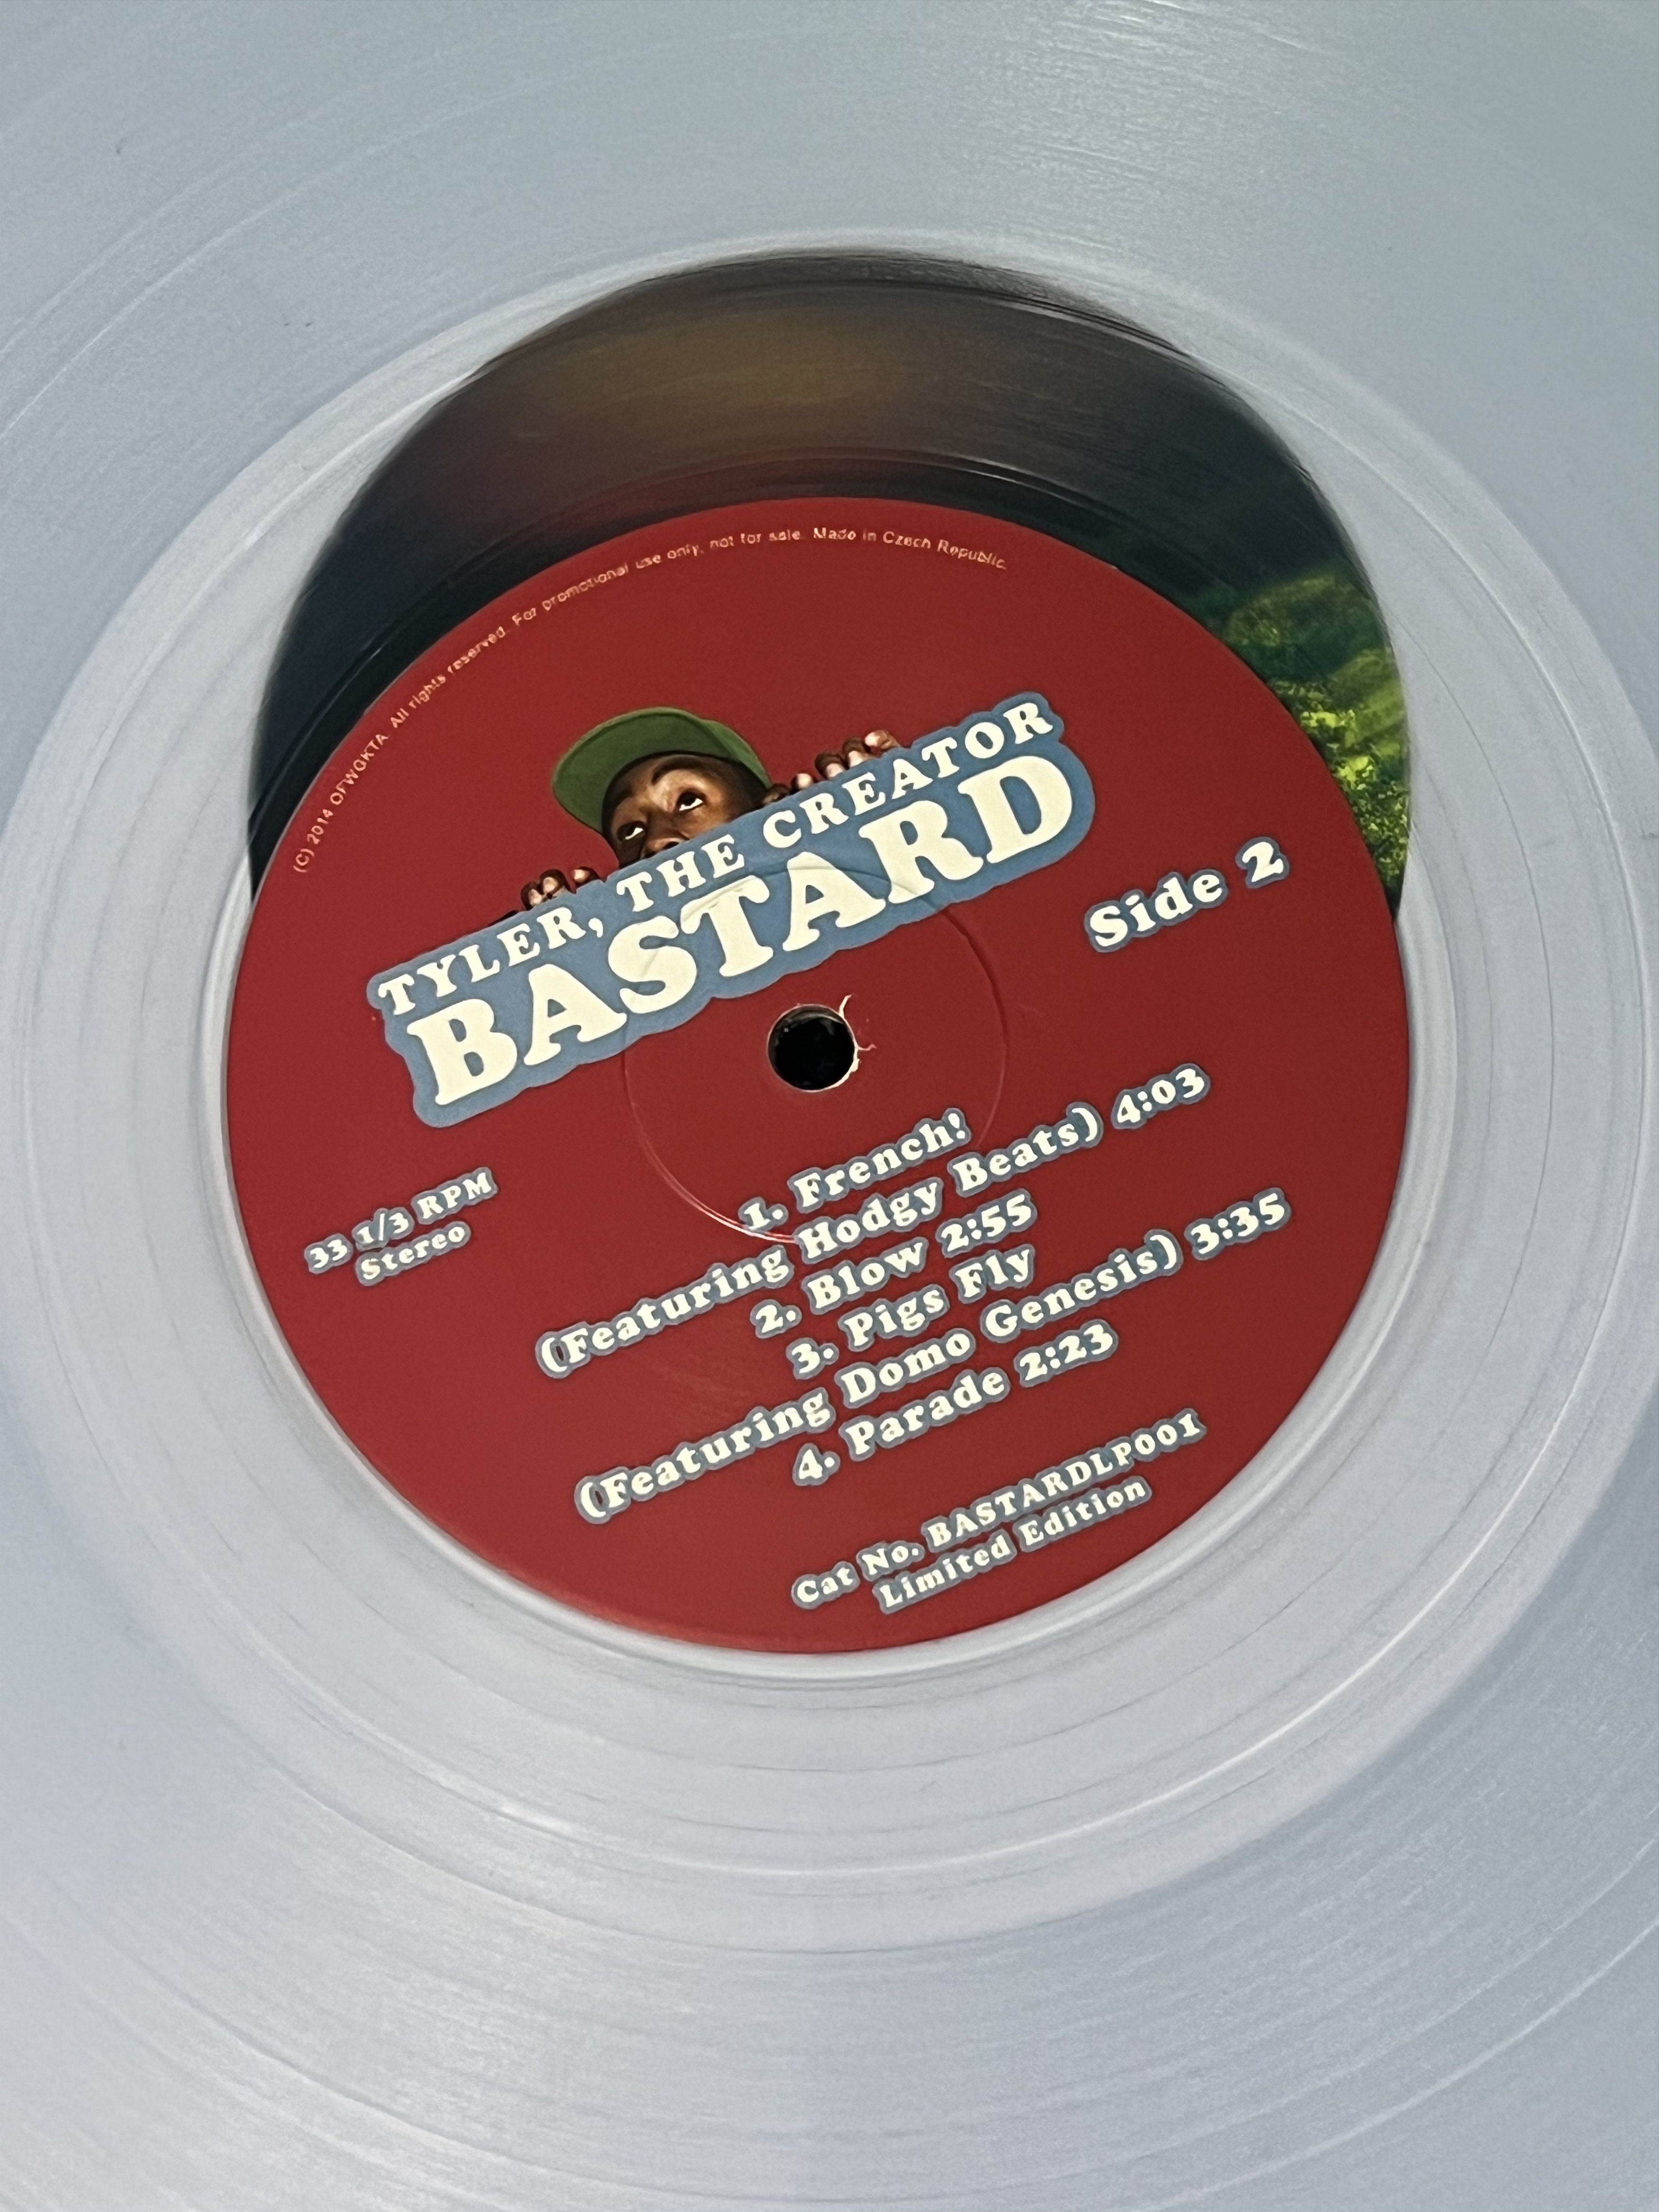 (C) 2014 OFWGKTA. All rights reserved. For promotional use only, not for sale. Made in Czech Republic.
TYLER, THE CREATOR
BASTARD
Side 2
33 1/3 RPM
Stereo
1. French!
(Featuring Hodgy Beats) 4:03
2. Blow 2:55
3. Pigs Fly
(Featuring Domo Genesis) 3:35
4. Parade 2:23
Cat No. BASTARDLP001
Limited Edition